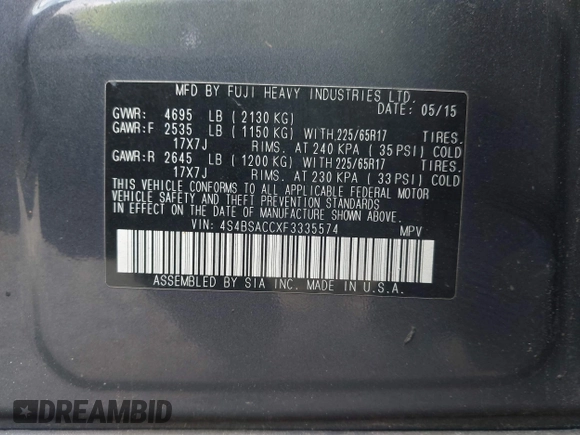 MFD BY FUJI HEAVY INDUSTRIES LTD.
DATE: 05/15
GVWR: 4695 LB ( 2130 KG)
GAWR:F 2535 LB ( 1150 KG) WITH 225/65R17 TIRES.
17X7J RIMS. AT 240 KPA ( 35 PSI) COLD
GAWR:R 2645 LB ( 1200 KG) WITH 225/65R17 TIRES.
17X7J RIMS. AT 230 KPA ( 33 PSI) COLD
THIS VEHICLE CONFORMS TO ALL APPLICABLE FEDERAL MOTOR
VEHICLE SAFETY, BUMPER, AND THEFT PREVENTION STANDARDS
IN EFFECT ON THE DATE OF MANUFACTURE SHOWN ABOVE.
VIN: 4S4BSACCXF3335574 MPV
ASSEMBLED BY SIA INC. MADE IN U.S.A.
DREAMBID